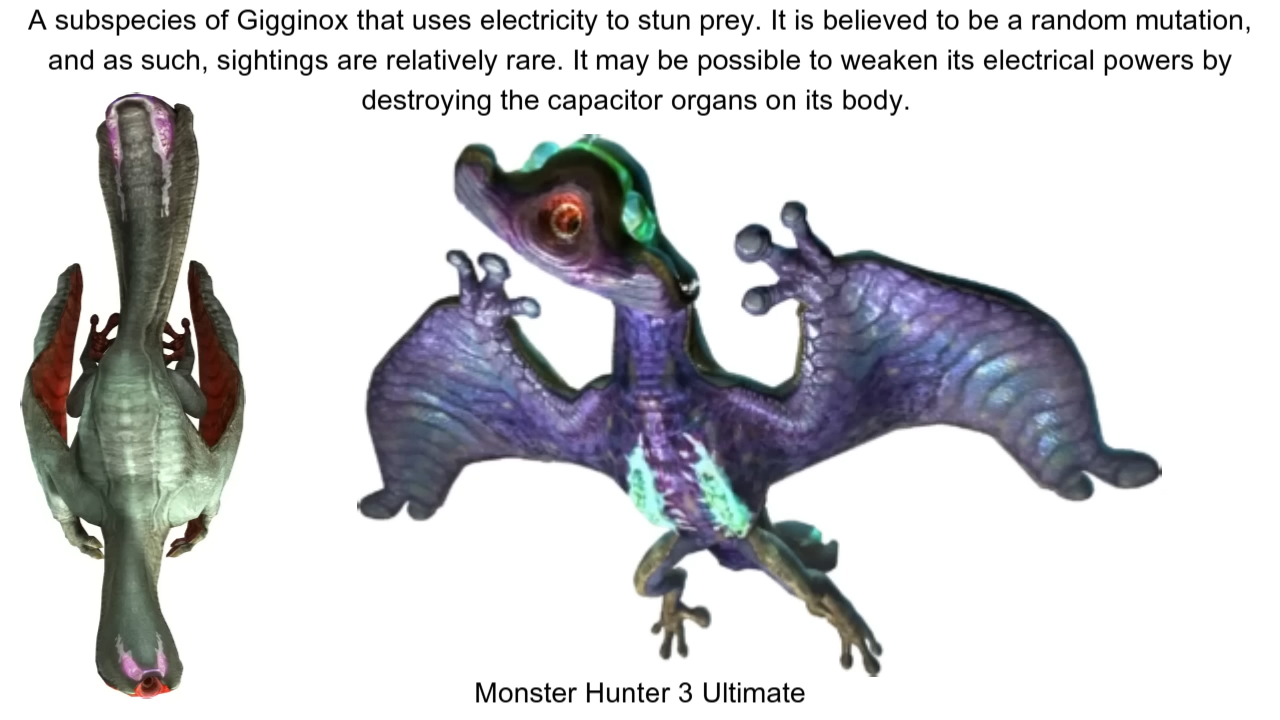 A subspecies of Gigginox that uses electricity to stun prey. It is believed to be a random mutation,
and as such, sightings are relatively rare. It may be possible to weaken its electrical powers by
destroying the capacitor organs on its body.
Monster Hunter 3 Ultimate